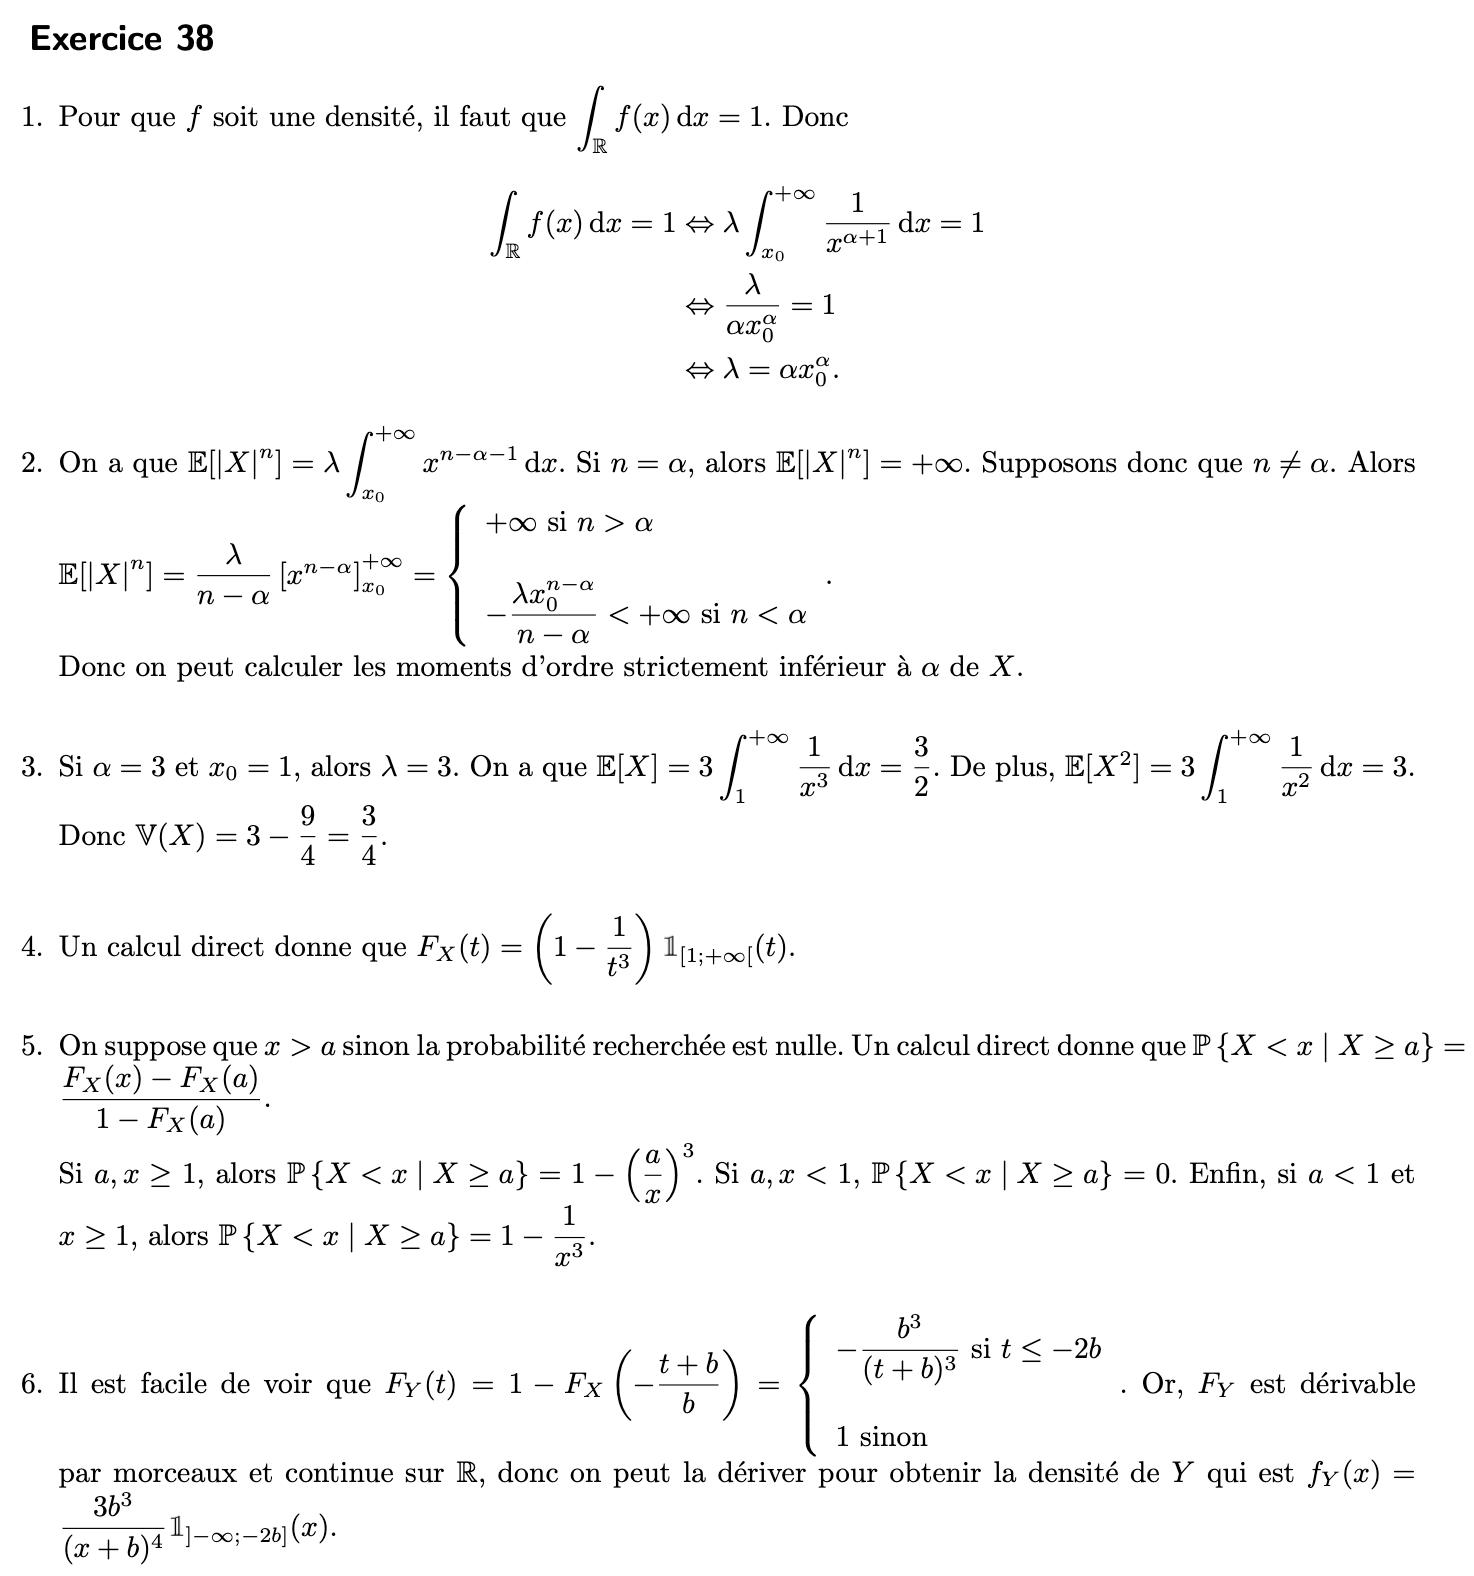 Exercice 38
1. Pour que $f$ soit une densité, il faut que $\int_{\mathbb{R}} f(x)\,\mathrm{d}x = 1$. Donc
$\int_{\mathbb{R}} f(x)\,\mathrm{d}x = 1 \Leftrightarrow \lambda \int_{x_0}^{+\infty} \frac{1}{x^{\alpha+1}}\,\mathrm{d}x = 1$
$\Leftrightarrow \frac{\lambda}{\alpha x_0^{\alpha}} = 1$
$\Leftrightarrow \lambda = \alpha x_0^{\alpha}.$
2. On a que $\mathbb{E}[|X|^n] = \lambda \int_{x_0}^{+\infty} x^{n-\alpha-1}\,\mathrm{d}x$. Si $n = \alpha$, alors $\mathbb{E}[|X|^n] = +\infty$. Supposons donc que $n \neq \alpha$. Alors
$\mathbb{E}[|X|^n] = \frac{\lambda}{n-\alpha} \left[x^{n-\alpha}\right]_{x_0}^{+\infty} = \begin{cases} +\infty \text{ si } n > \alpha \\ -\frac{\lambda x_0^{n-\alpha}}{n-\alpha} < +\infty \text{ si } n < \alpha \end{cases}.$
Donc on peut calculer les moments d'ordre strictement inférieur à $\alpha$ de $X$.
3. Si $\alpha = 3$ et $x_0 = 1$, alors $\lambda = 3$. On a que $\mathbb{E}[X] = 3 \int_1^{+\infty} \frac{1}{x^3}\,\mathrm{d}x = \frac{3}{2}$. De plus, $\mathbb{E}[X^2] = 3 \int_1^{+\infty} \frac{1}{x^2}\,\mathrm{d}x = 3$.
Donc $\mathbb{V}(X) = 3 - \frac{9}{4} = \frac{3}{4}$.
4. Un calcul direct donne que $F_X(t) = \left(1 - \frac{1}{t^3}\right) \mathbb{1}_{[1;+\infty[}(t)$.
5. On suppose que $x > a$ sinon la probabilité recherchée est nulle. Un calcul direct donne que $\mathbb{P}\{X < x \mid X \geq a\} =$
$\frac{F_X(x) - F_X(a)}{1 - F_X(a)}$.
Si $a, x \geq 1$, alors $\mathbb{P}\{X < x \mid X \geq a\} = 1 - \left(\frac{a}{x}\right)^3$. Si $a, x < 1$, $\mathbb{P}\{X < x \mid X \geq a\} = 0$. Enfin, si $a < 1$ et
$x \geq 1$, alors $\mathbb{P}\{X < x \mid X \geq a\} = 1 - \frac{1}{x^3}$.
6. Il est facile de voir que $F_Y(t) = 1 - F_X\left(-\frac{t+b}{b}\right) = \begin{cases} -\frac{b^3}{(t+b)^3} \text{ si } t \leq -2b \\ 1 \text{ sinon} \end{cases}$. Or, $F_Y$ est dérivable
par morceaux et continue sur $\mathbb{R}$, donc on peut la dériver pour obtenir la densité de $Y$ qui est $f_Y(x) =$
$\frac{3b^3}{(x+b)^4} \mathbb{1}_{]-\infty;-2b]}(x)$.